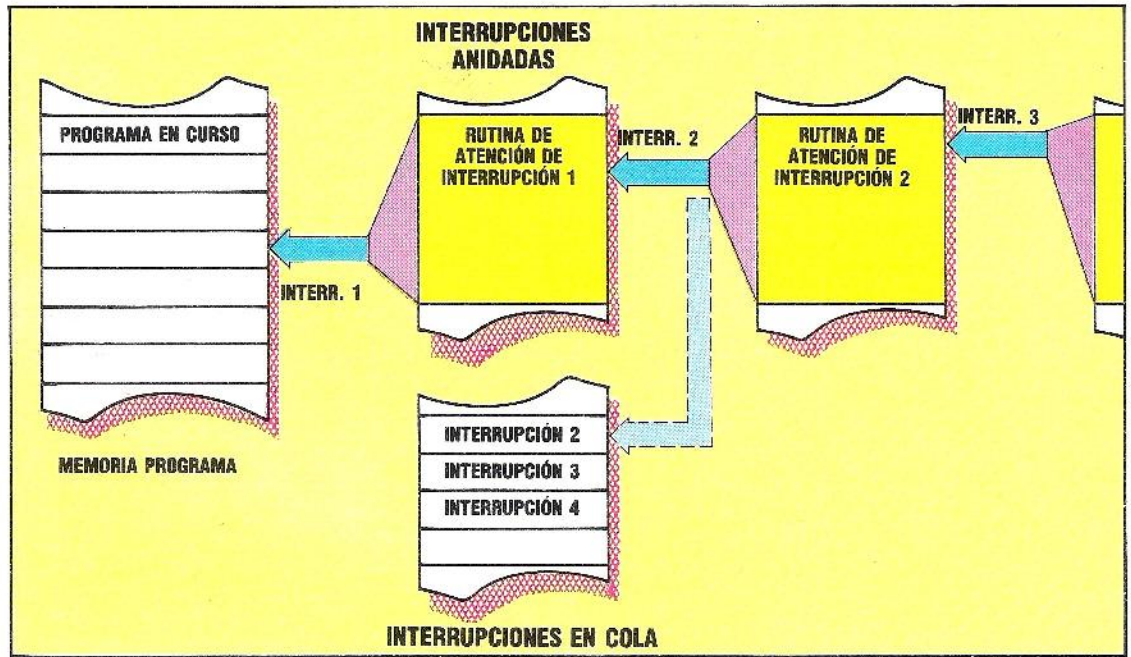 INTERRUPCIONES
ANIDADAS
PROGRAMA EN CURSO
RUTINA DE
ATENCIÓN DE
INTERRUPCIÓN 1
INTERR. 2
RUTINA DE
ATENCIÓN DE
INTERRUPCIÓN 2
INTERR. 3
INTERR. 1
MEMORIA PROGRAMA
INTERRUPCIÓN 2
INTERRUPCIÓN 3
INTERRUPCIÓN 4
INTERRUPCIONES EN COLA